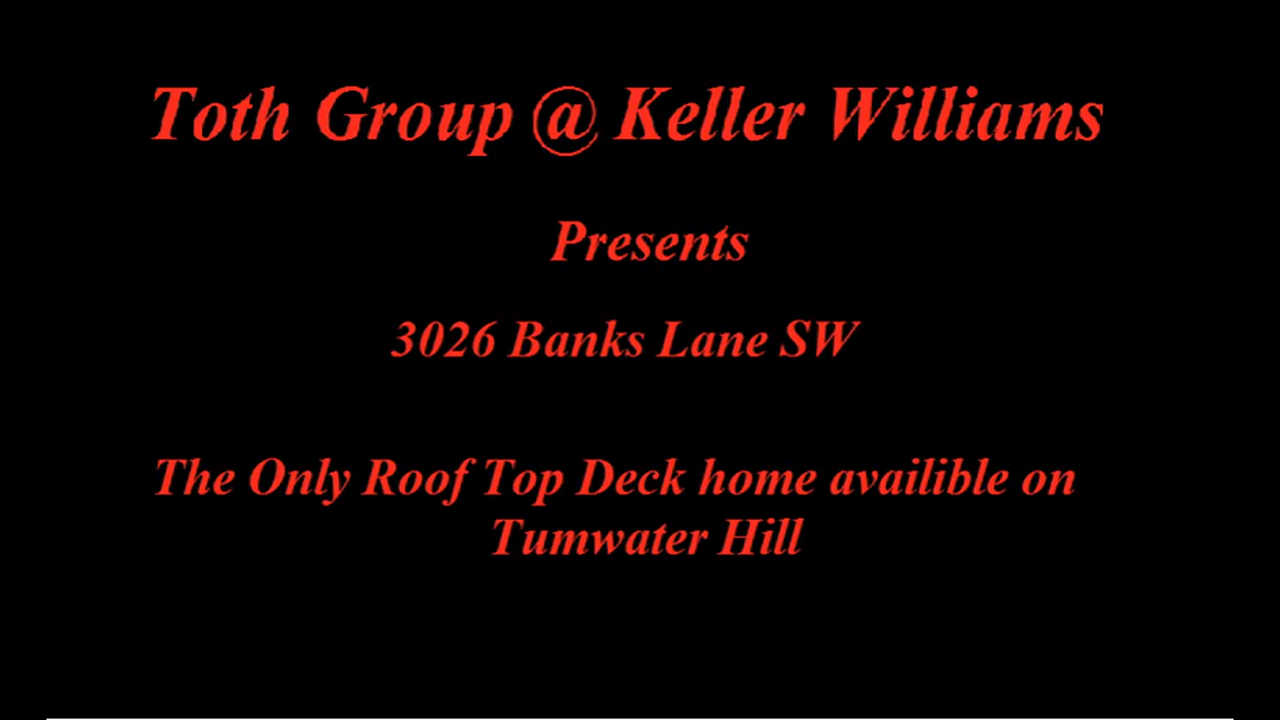 Toth Group @ Keller Williams
Presents
3026 Banks Lane SW
The Only Roof Top Deck home availible on
Tumwater Hill